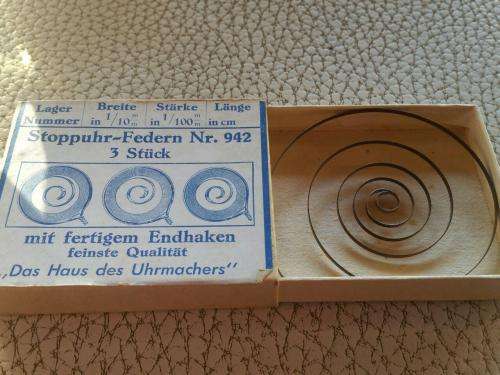 Lager Nummer
Breite in 1/10 m/m
Stärke in 1/100 m/m
Länge in cm
Stoppuhr-Federn Nr. 942
3 Stück
mit fertigem Endhaken
feinste Qualität
„Das Haus des Uhrmachers“